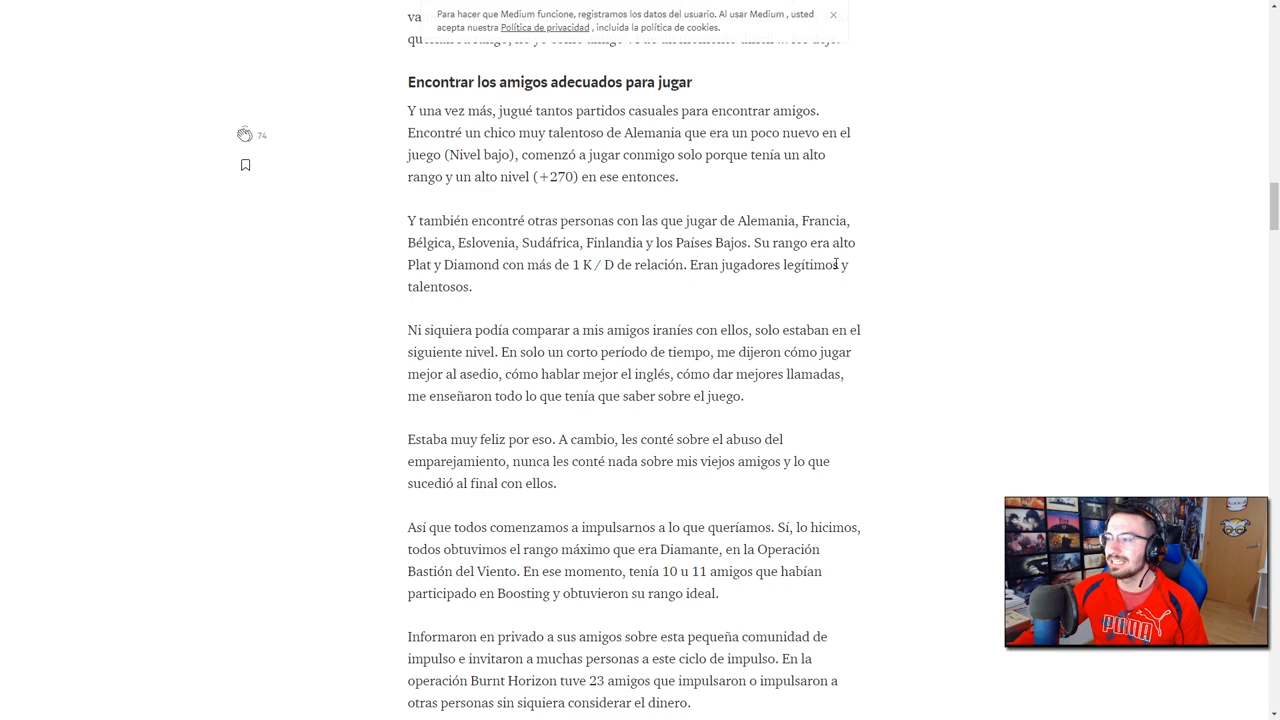 Para hacer que Medium funcione, registramos los datos del usuario. Al usar Medium , usted
acepta nuestra Política de privacidad , incluida la política de cookies.
Encontrar los amigos adecuados para jugar
Y una vez más, jugué tantos partidos casuales para encontrar amigos.
Encontré un chico muy talentoso de Alemania que era un poco nuevo en el
juego (Nivel bajo), comenzó a jugar conmigo solo porque tenía un alto
rango y un alto nivel (+270) en ese entonces.
74
Y también encontré otras personas con las que jugar de Alemania, Francia,
Bélgica, Eslovenia, Sudáfrica, Finlandia y los Países Bajos. Su rango era alto
Plat y Diamond con más de 1 K / D de relación. Eran jugadores legítimos y
talentosos.
Ni siquiera podía comparar a mis amigos iraníes con ellos, solo estaban en el
siguiente nivel. En solo un corto período de tiempo, me dijeron cómo jugar
mejor al asedio, cómo hablar mejor el inglés, cómo dar mejores llamadas,
me enseñaron todo lo que tenía que saber sobre el juego.
Estaba muy feliz por eso. A cambio, les conté sobre el abuso del
emparejamiento, nunca les conté nada sobre mis viejos amigos y lo que
sucedió al final con ellos.
Así que todos comenzamos a impulsarnos a lo que queríamos. Sí, lo hicimos,
todos obtuvimos el rango máximo que era Diamante, en la Operación
Bastión del Viento. En ese momento, tenía 10 u 11 amigos que habían
participado en Boosting y obtuvieron su rango ideal.
Informaron en privado a sus amigos sobre esta pequeña comunidad de
impulso e invitaron a muchas personas a este ciclo de impulso. En la
operación Burnt Horizon tuve 23 amigos que impulsaron o impulsaron a
otras personas sin siquiera considerar el dinero.
PUMA